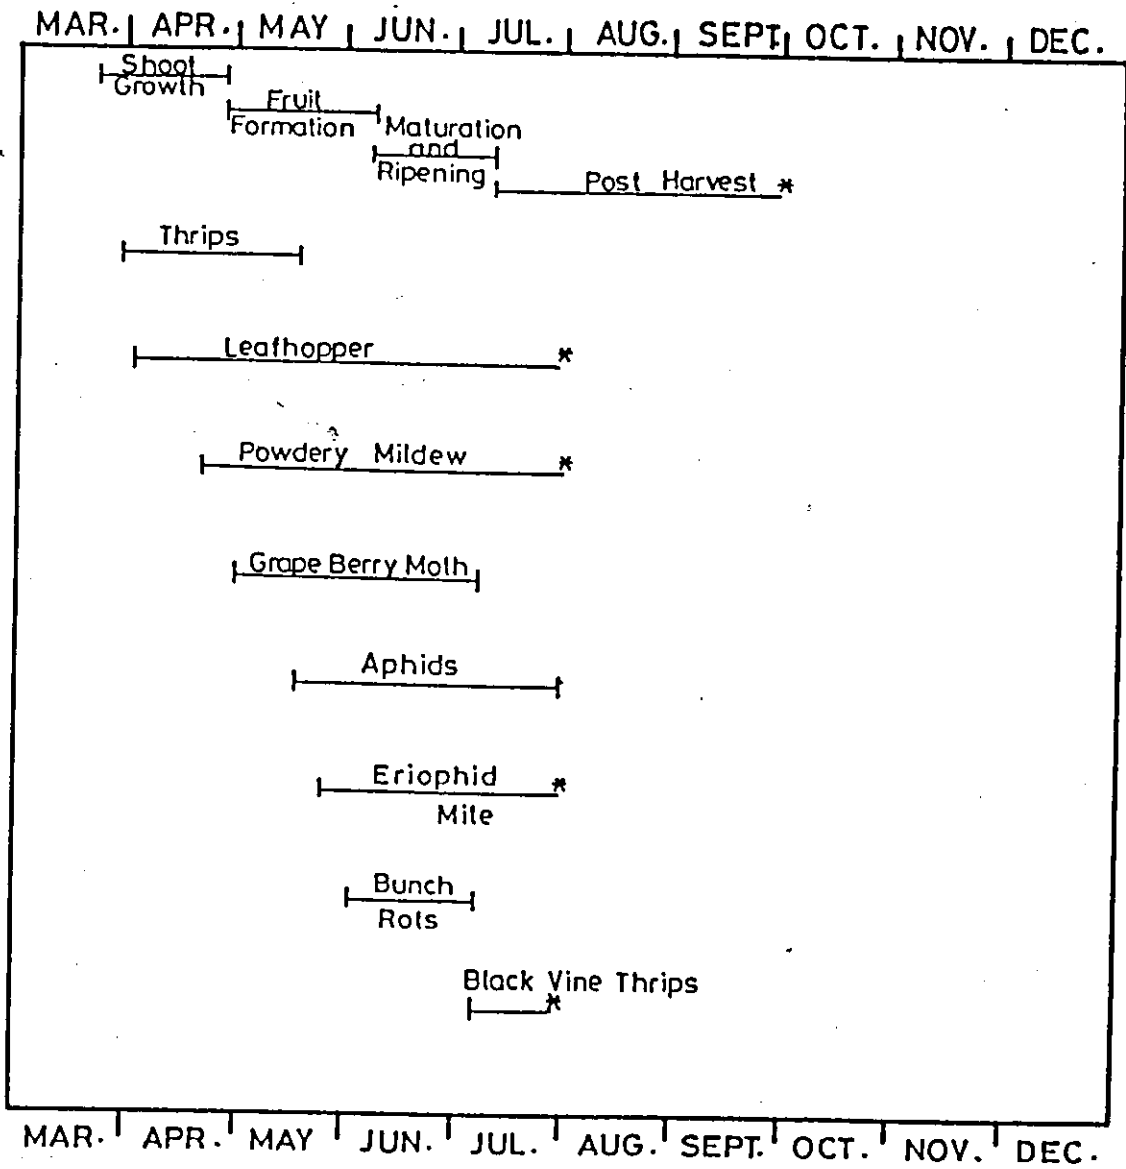 MAR. APR. MAY JUN. JUL. AUG. SEPT. OCT. NOV. DEC.
Shoot
Growth
Fruit
Formation
Maturation
and
Ripening
Post Harvest *
Thrips
Leafhopper *
Powdery Mildew *
Grape Berry Moth
Aphids
Eriophid *
Mite
Bunch
Rots
Black Vine Thrips
*
MAR. APR. MAY JUN. JUL. AUG. SEPT. OCT. NOV. DEC.